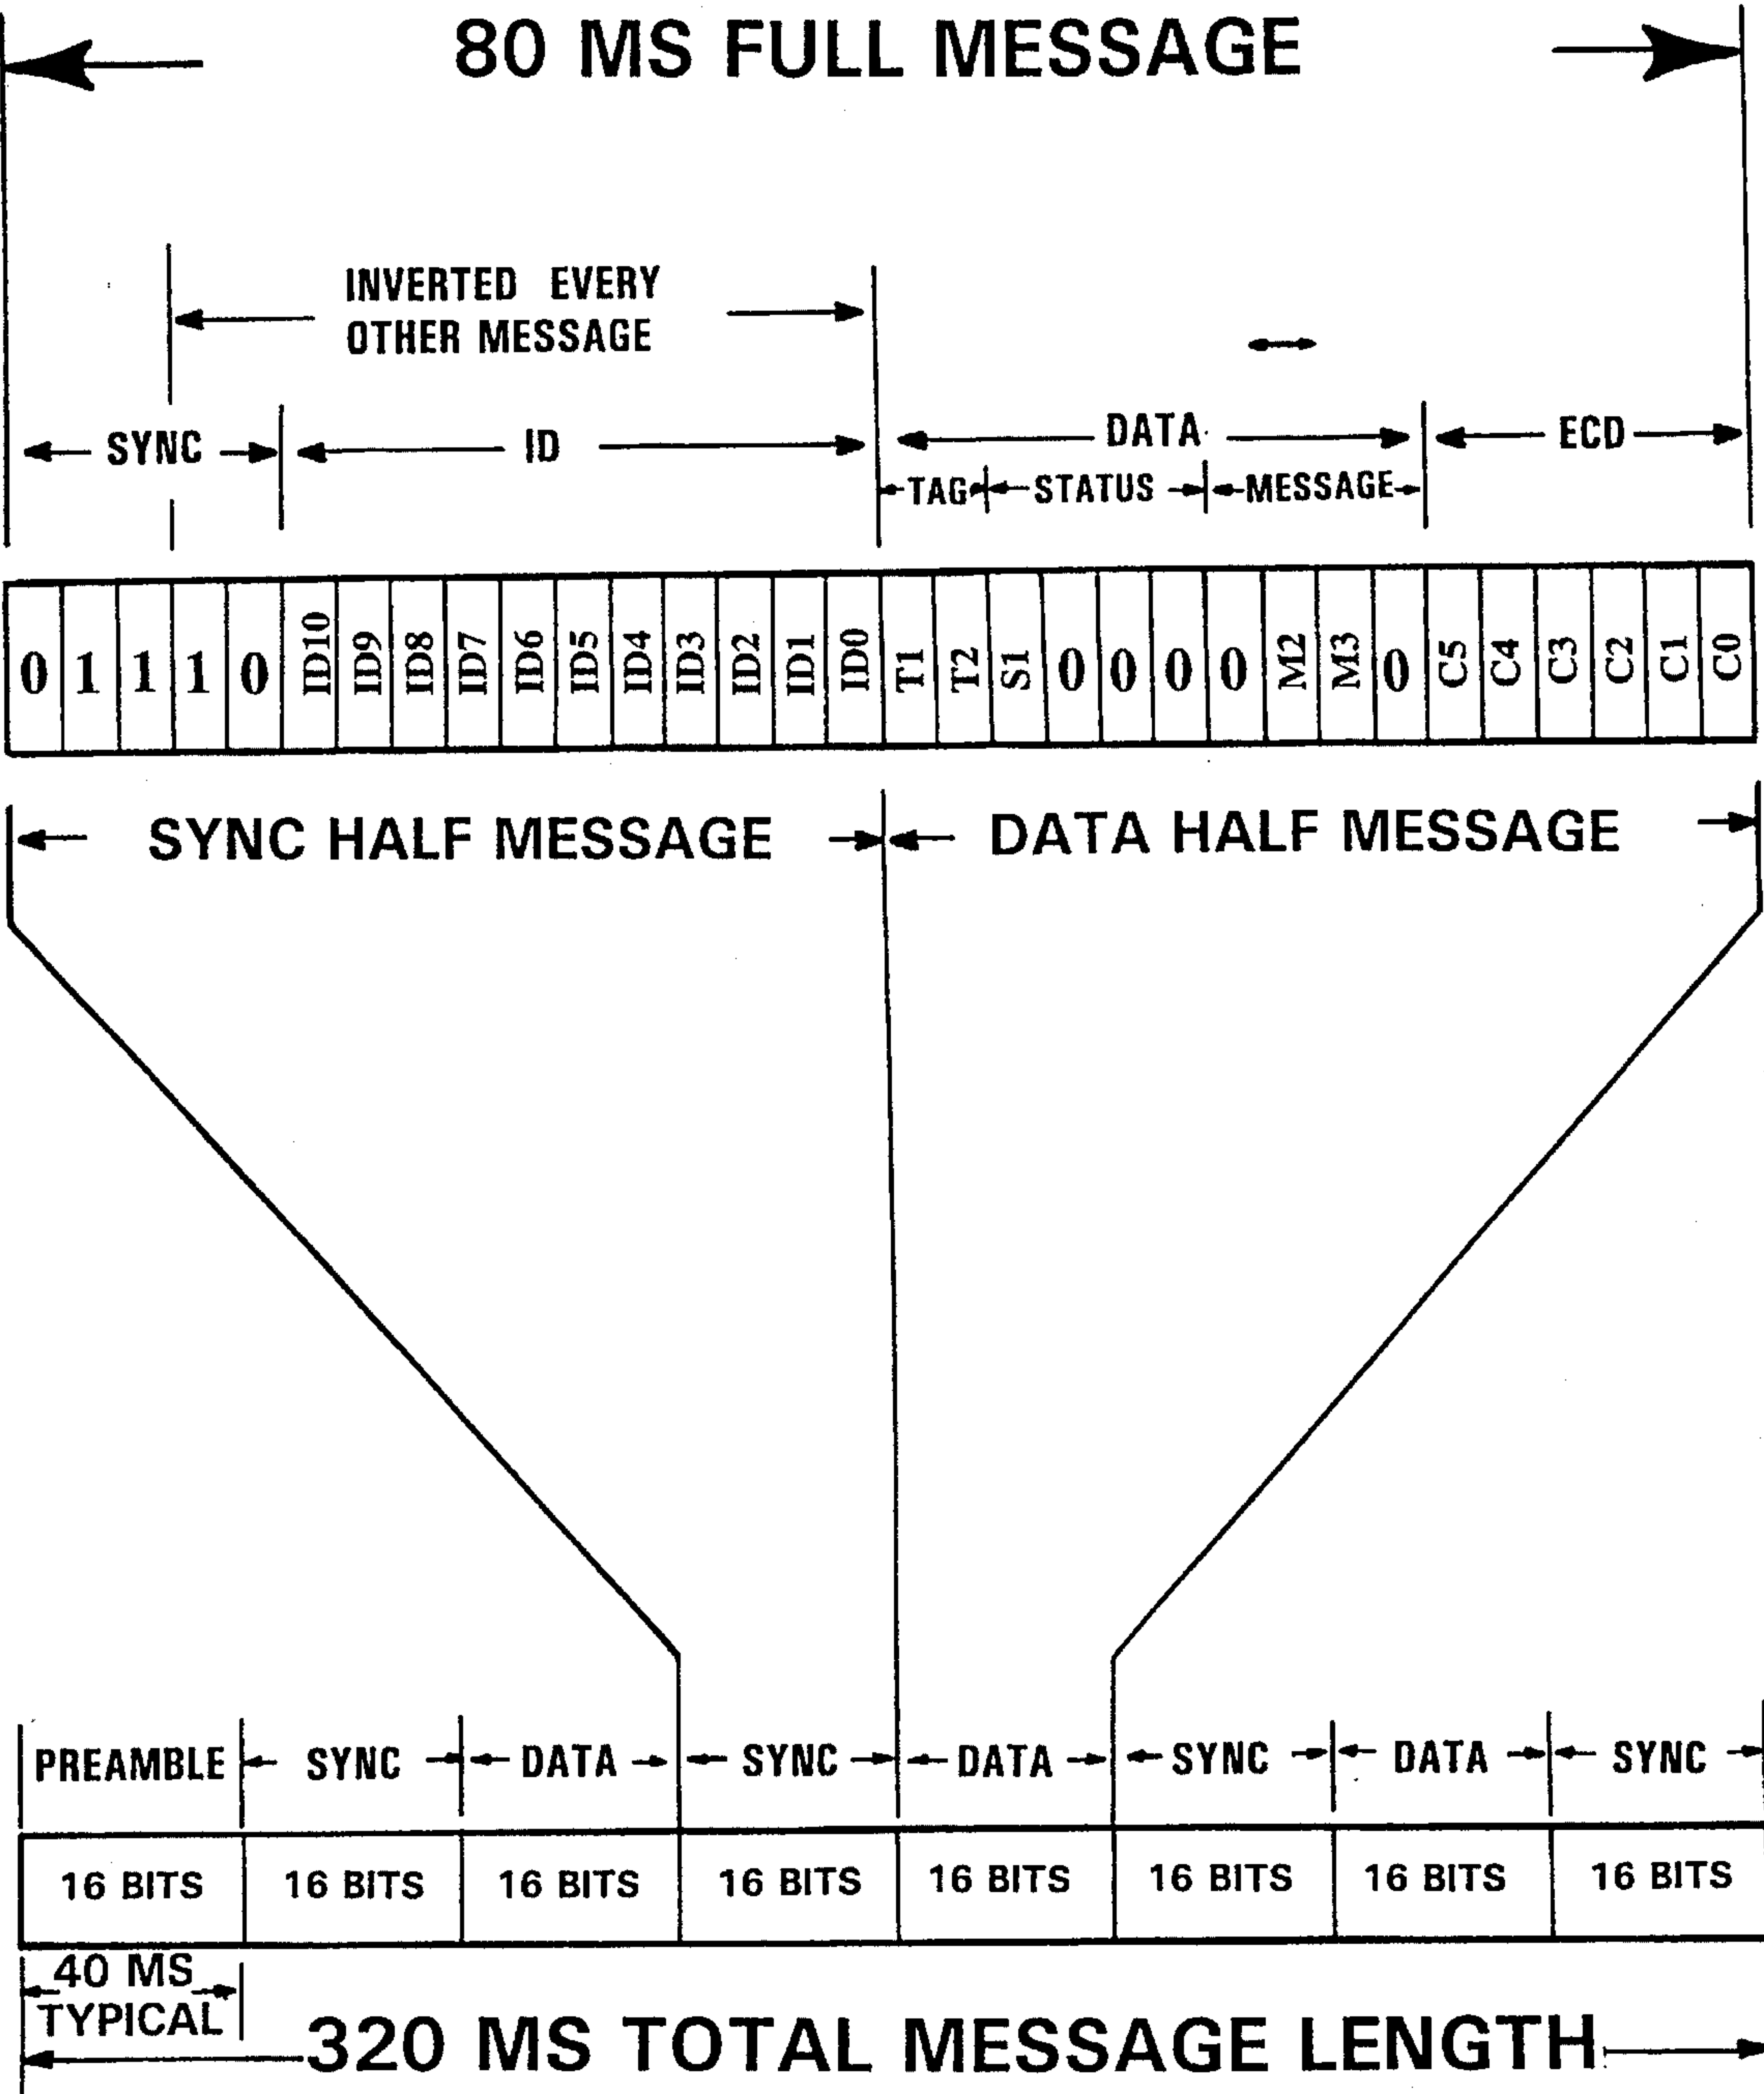 80 MS FULL MESSAGE
INVERTED EVERY
OTHER MESSAGE
SYNC ID DATA ECD
TAG STATUS MESSAGE
0 1 1 1 0 ID10 ID9 ID8 ID7 ID6 ID5 ID4 ID3 ID2 ID1 ID0 T1 T2 S1 0 0 0 0 M2 M3 0 C5 C4 C3 C2 C1 C0
SYNC HALF MESSAGE DATA HALF MESSAGE
PREAMBLE SYNC DATA SYNC DATA SYNC DATA SYNC
16 BITS 16 BITS 16 BITS 16 BITS 16 BITS 16 BITS 16 BITS 16 BITS
40 MS
TYPICAL
320 MS TOTAL MESSAGE LENGTH